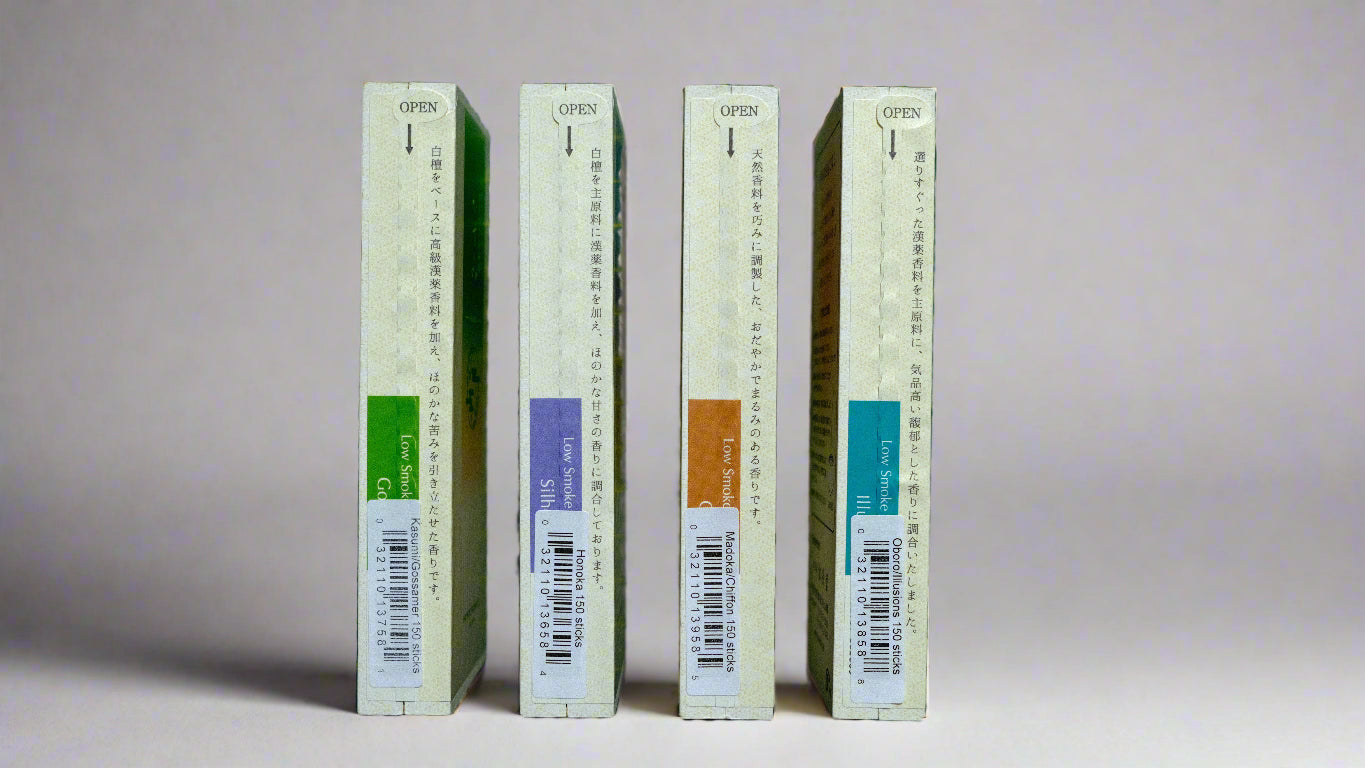 OPEN
白檀をベースに高級漢薬香料を加え、ほのかな苦みを引き立たせた香りです。
Low Smok
Go
Kasumi/Gossamer 150 sticks
0 32110 13758 1
OPEN
白檀を主原料に漢薬香料を加え、ほのかな甘さの香りに調合しております。
Low Smoke
Silh
Honoka 150 sticks
0 32110 13658 4
OPEN
天然香料を巧みに調製した、おだやかでまるみのある香りです。
Low Smoke
Madoka/Chiffon 150 sticks
0 32110 13958 5
OPEN
選りすぐった漢薬香料を主原料に、気品高い馥郁とした香りに調合いたしました。
Low Smoke
Illu
Oboro/Illusions 150 sticks
0 32110 13858 8